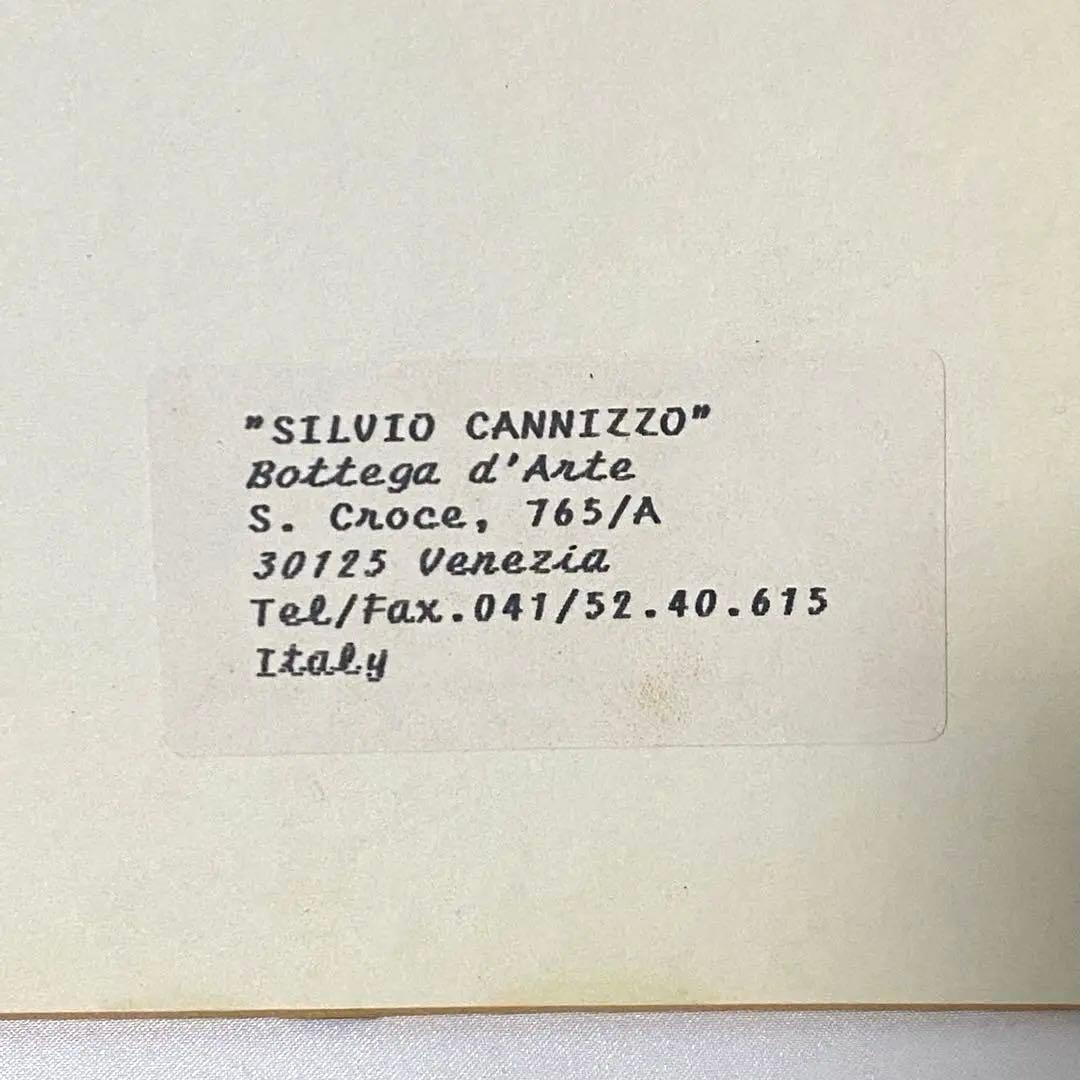 "SILVIO CANNIZZO"
Bottega d'Arte
S. Croce, 765/A
30125 Venezia
Tel/Fax.041/52.40.615
Italy